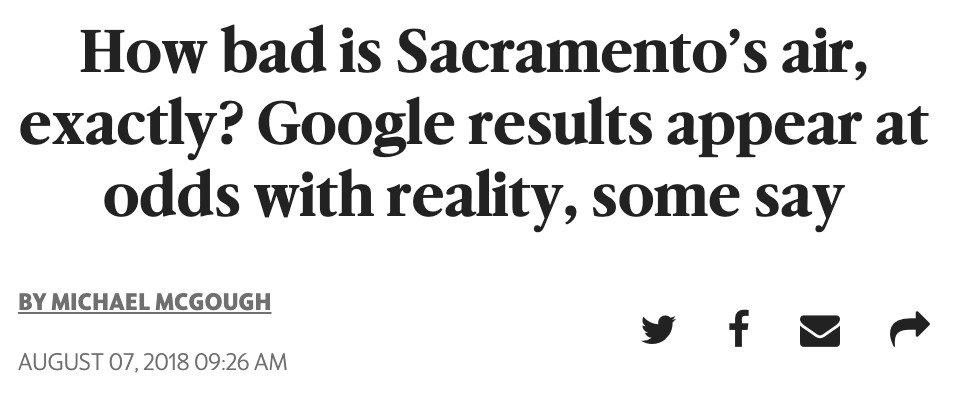 How bad is Sacramento’s air,
exactly? Google results appear at
odds with reality, some say
BY MICHAEL MCGOUGH
AUGUST 07, 2018 09:26 AM